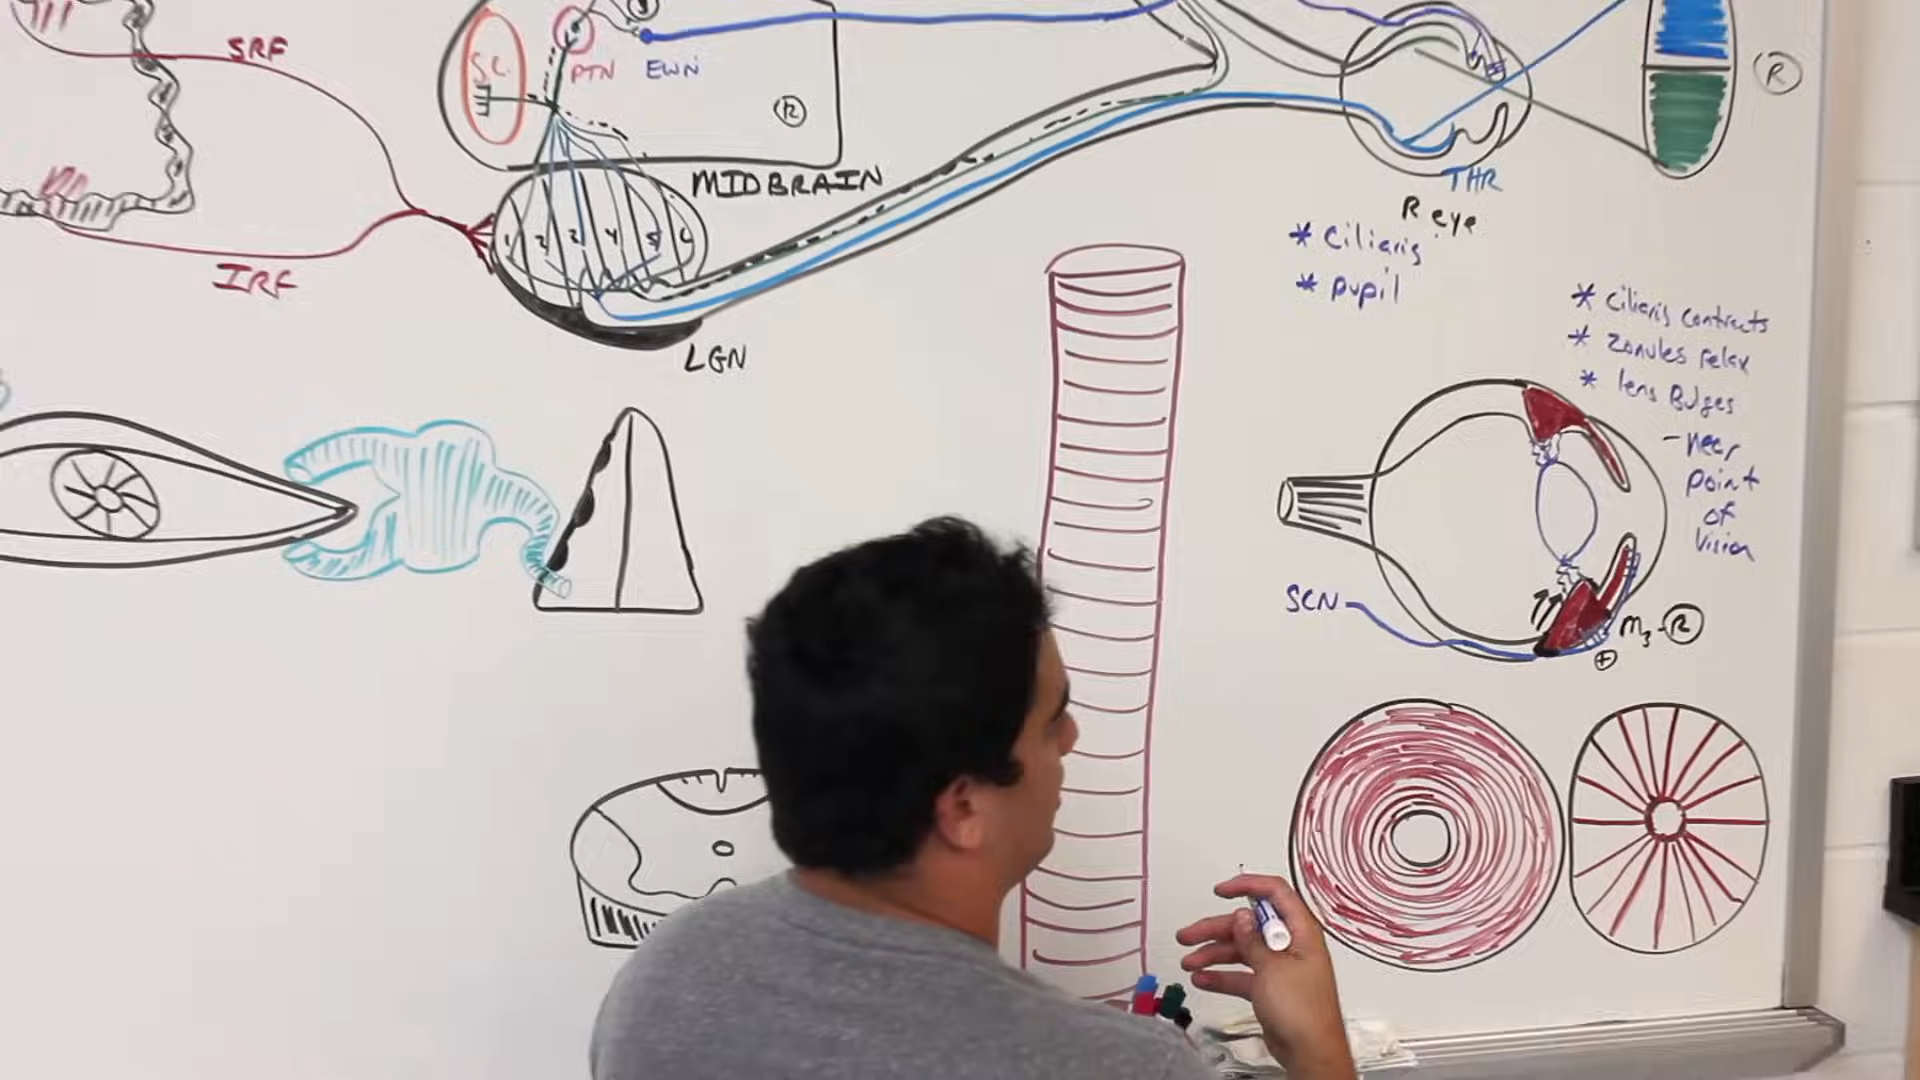 SRF
S.C.
PTN
EWN
R
R
MIDBRAIN
THR
R eye
IRF
1 2 3 4 5 6
LGN
* Ciliaris
* pupil
* Ciliaris contracts
* Zonules relax
* lens Bulges
- Near
point
of
Vision
SCN
M3-R
+